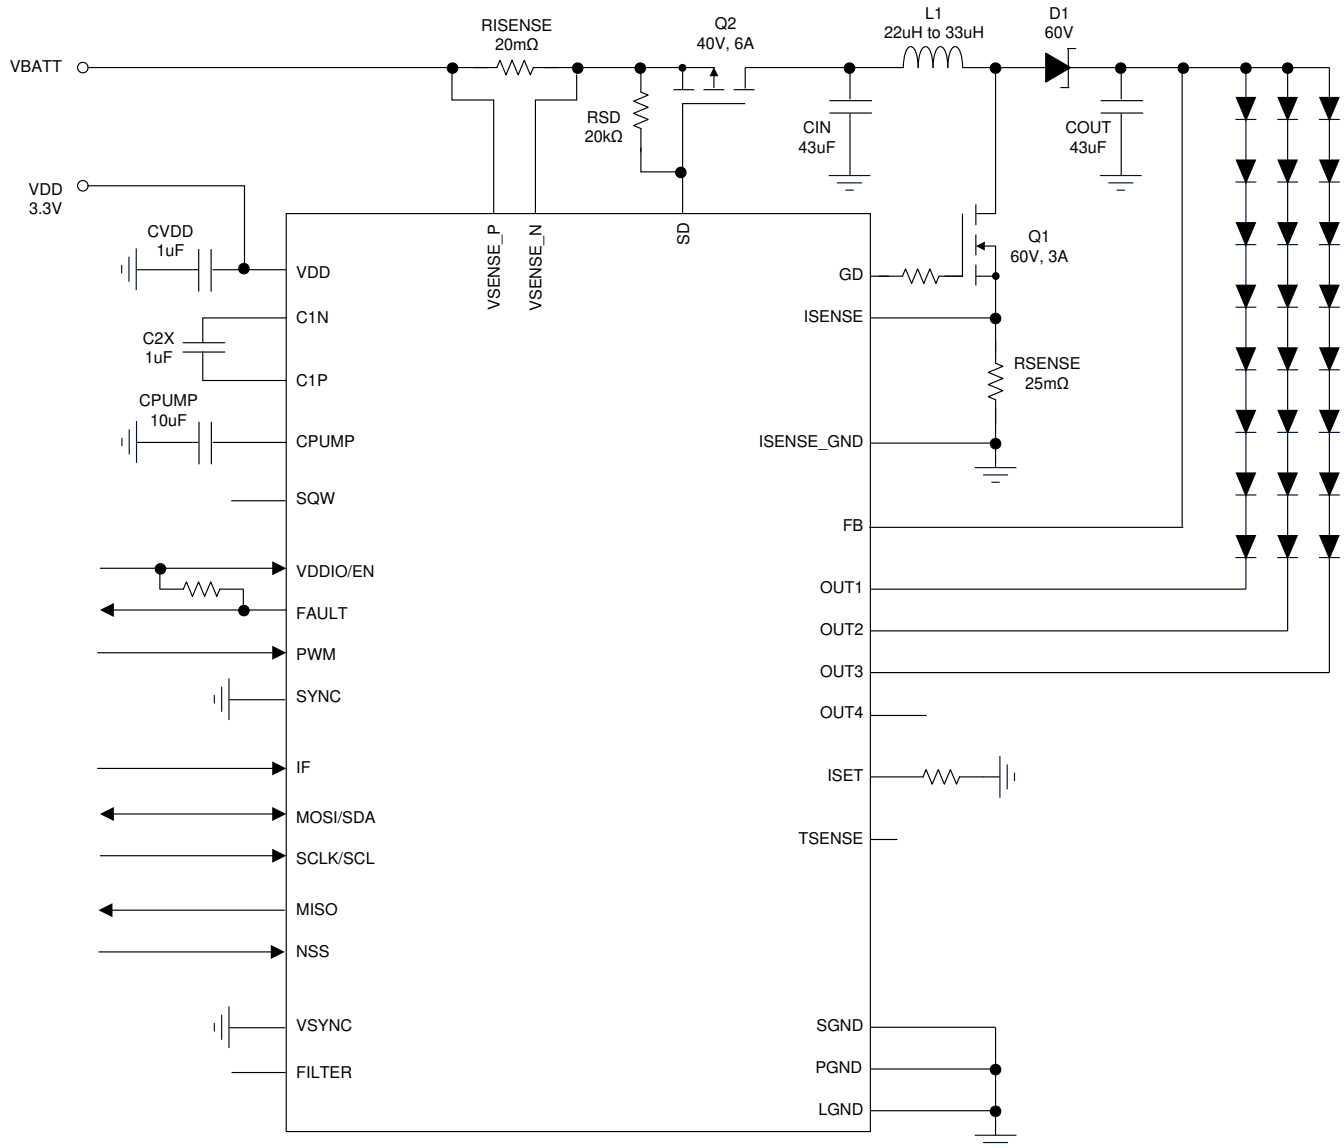 RISENSE
20mΩ
Q2
40V, 6A
L1
22uH to 33uH
D1
60V
VBATT
RSD
20kΩ
CIN
43uF
COUT
43uF
VDD
3.3V
CVDD
1uF
VSENSE_P
VSENSE_N
SD
Q1
60V, 3A
VDD
GD
C1N
ISENSE
C2X
1uF
C1P
RSENSE
25mΩ
CPUMP
10uF
CPUMP
ISENSE_GND
SQW
FB
VDDIO/EN
OUT1
FAULT
OUT2
PWM
OUT3
SYNC
OUT4
IF
ISET
MOSI/SDA
TSENSE
SCLK/SCL
MISO
NSS
VSYNC
SGND
FILTER
PGND
LGND